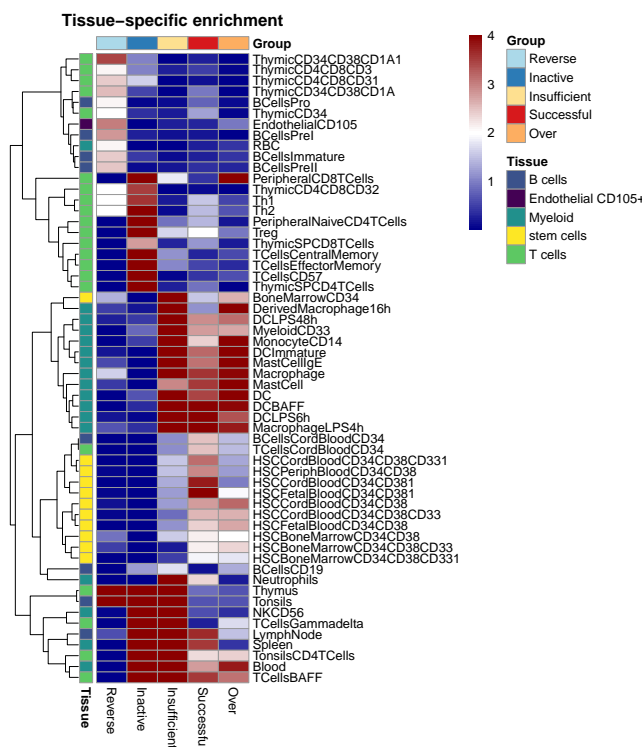 Tissue-specific enrichment
Group
ThymicCD34CD38CD1A1
ThymicCD4CD8CD3
ThymicCD4CD8CD31
ThymicCD34CD38CD1A
BCellsPro
ThymicCD34
EndothelialCD105
BCellsPreI
RBC
BCellsImmature
BCellsPreII
PeripheralCD8TCells
ThymicCD4CD8CD32
Th1
Th2
PeripheralNaiveCD4TCells
Treg
ThymicSPCD8TCells
TCellsCentralMemory
TCellsEffectorMemory
TCellsCD57
ThymicSPCD4TCells
BoneMarrowCD34
DerivedMacrophage16h
DCLPS48h
MyeloidCD33
MonocyteCD14
DCImmature
MastCellIgE
Macrophage
MastCell
DC
DCBAFF
DCLPS6h
MacrophageLPS4h
BCellsCordBloodCD34
TCellsCordBloodCD34
HSCCordBloodCD34CD38CD331
HSCPeriphBloodCD34CD38
HSCCordBloodCD34CD381
HSCFetalBloodCD34CD381
HSCCordBloodCD34CD38
HSCCordBloodCD34CD38CD33
HSCFetalBloodCD34CD38
HSCBoneMarrowCD34CD38
HSCBoneMarrowCD34CD38CD33
HSCBoneMarrowCD34CD38CD331
BCellsCD19
Neutrophils
Thymus
Tonsils
NKCD56
TCellsGammadelta
LymphNode
Spleen
TonsilsCD4TCells
Blood
TCellsBAFF
Tissue
Reverse
Inactive
Insufficient
Successful
Over
4
3
2
1
Group
Reverse
Inactive
Insufficient
Successful
Over
Tissue
B cells
Endothelial CD105+
Myeloid
stem cells
T cells